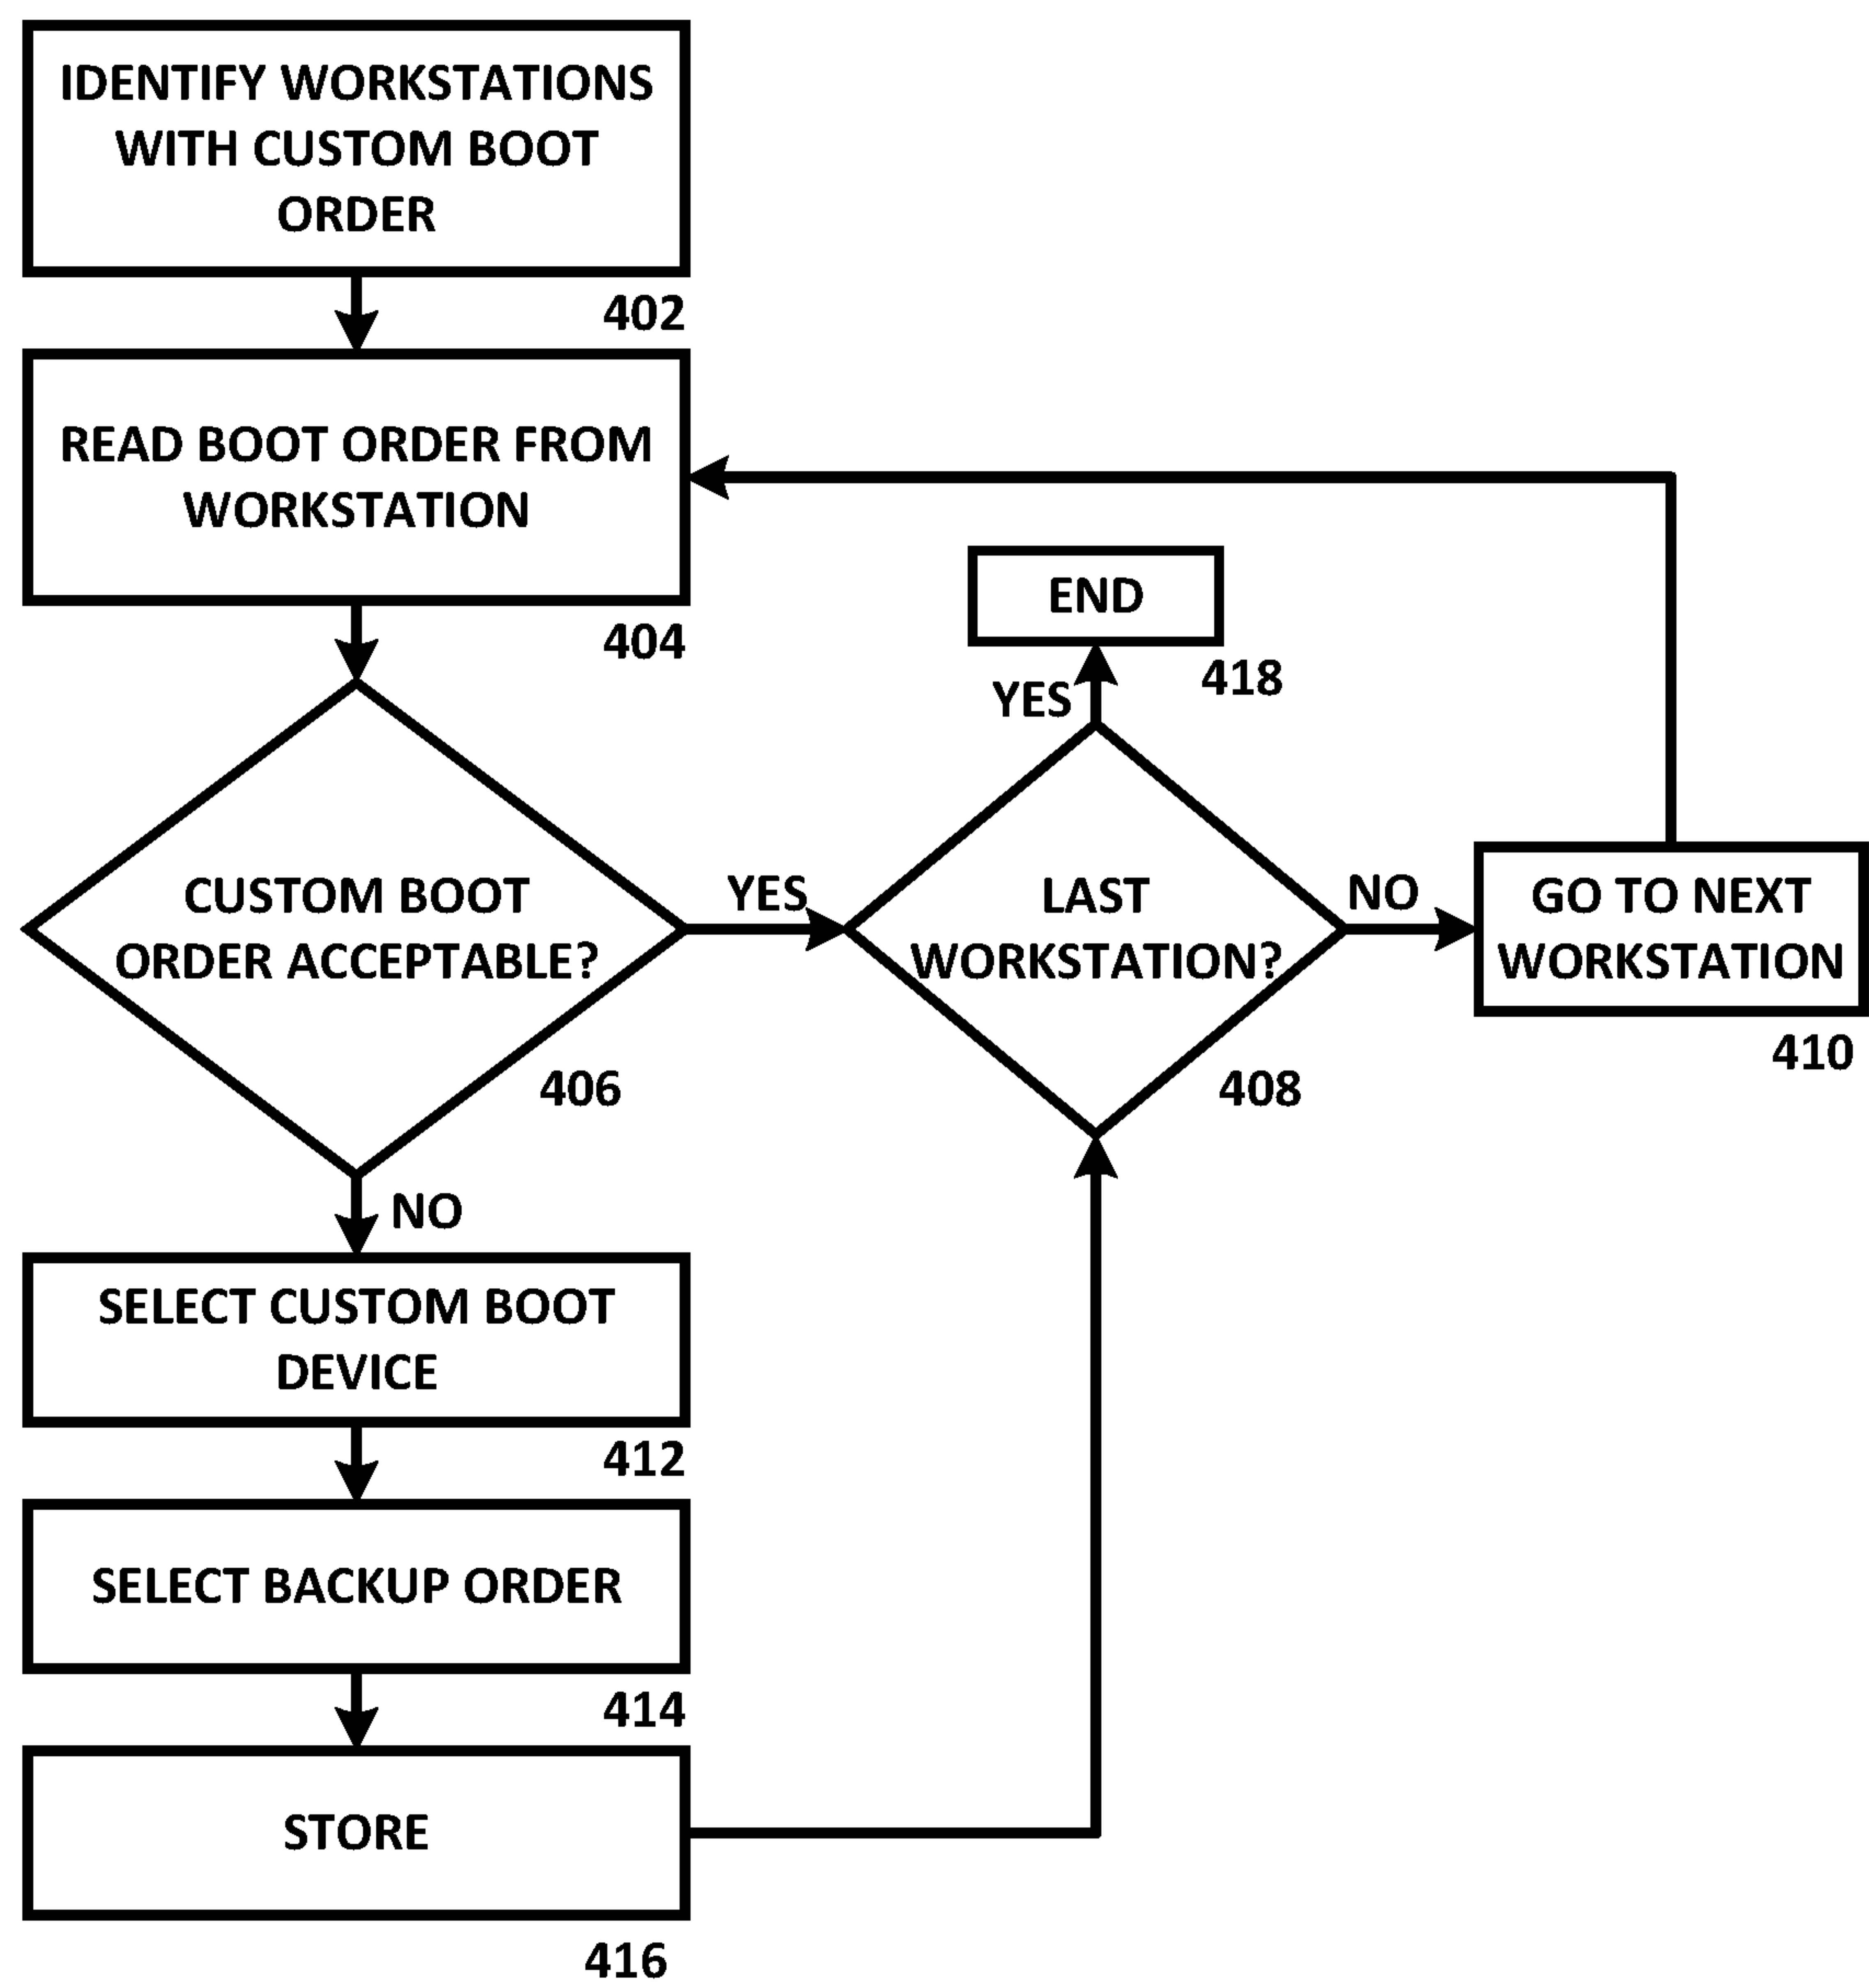 IDENTIFY WORKSTATIONS
WITH CUSTOM BOOT
ORDER
402
READ BOOT ORDER FROM
WORKSTATION
404
END
418
YES
CUSTOM BOOT
ORDER ACCEPTABLE?
406
YES
LAST
WORKSTATION?
408
NO
GO TO NEXT
WORKSTATION
410
NO
SELECT CUSTOM BOOT
DEVICE
412
SELECT BACKUP ORDER
414
STORE
416